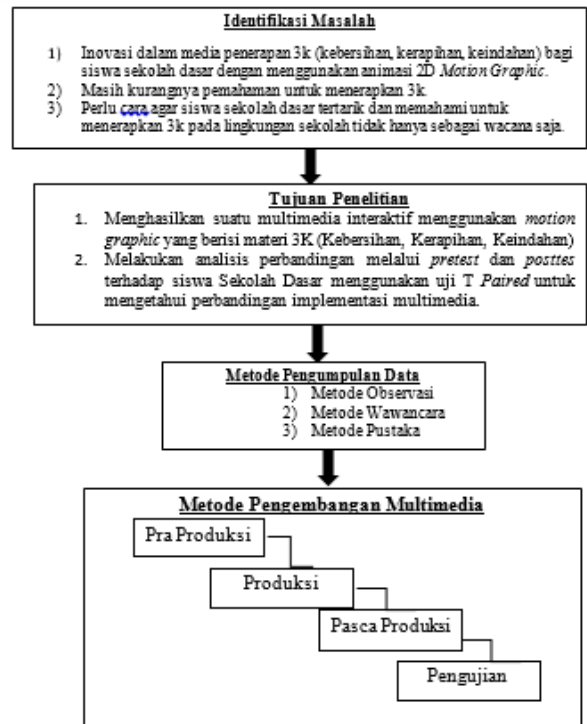 Identifikasi Masalah
1) Inovasi dalam media penerapan 3k (kebersihan, kerapihan, keindahan) bagi
siswa sekolah dasar dengan menggunakan animasi 2D Motion Graphic.
2) Masih kurangnya pemahaman untuk menerapkan 3k.
3) Perlu cara agar siswa sekolah dasar tertarik dan memahami untuk
menerapkan 3k pada lingkungan sekolah tidak hanya sebagai wacana saja.
Tujuan Penelitian
1. Menghasilkan suatu multimedia interaktif menggunakan motion
graphic yang berisi materi 3K (Kebersihan, Kerapihan, Keindahan)
2. Melakukan analisis perbandingan melalui pretest dan posttes
terhadap siswa Sekolah Dasar menggunakan uji T Paired untuk
mengetahui perbandingan implementasi multimedia.
Metode Pengumpulan Data
1) Metode Observasi
2) Metode Wawancara
3) Metode Pustaka
Metode Pengembangan Multimedia
Pra Produksi
Produksi
Pasca Produksi
Pengujian